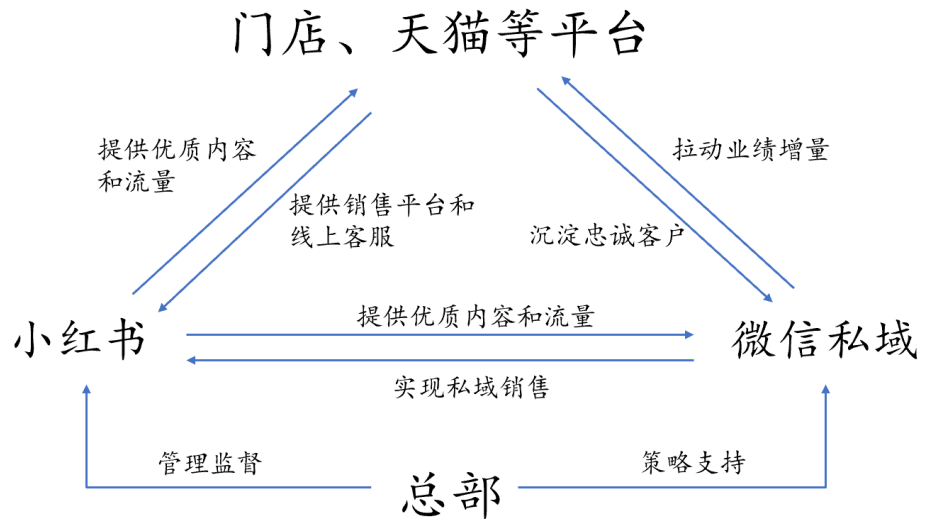 门店、天猫等平台
提供优质内容
和流量
拉动业绩增量
提供销售平台和
线上客服
沉淀忠诚客户
提供优质内容和流量
小红书
微信私域
实现私域销售
管理监督
策略支持
总部